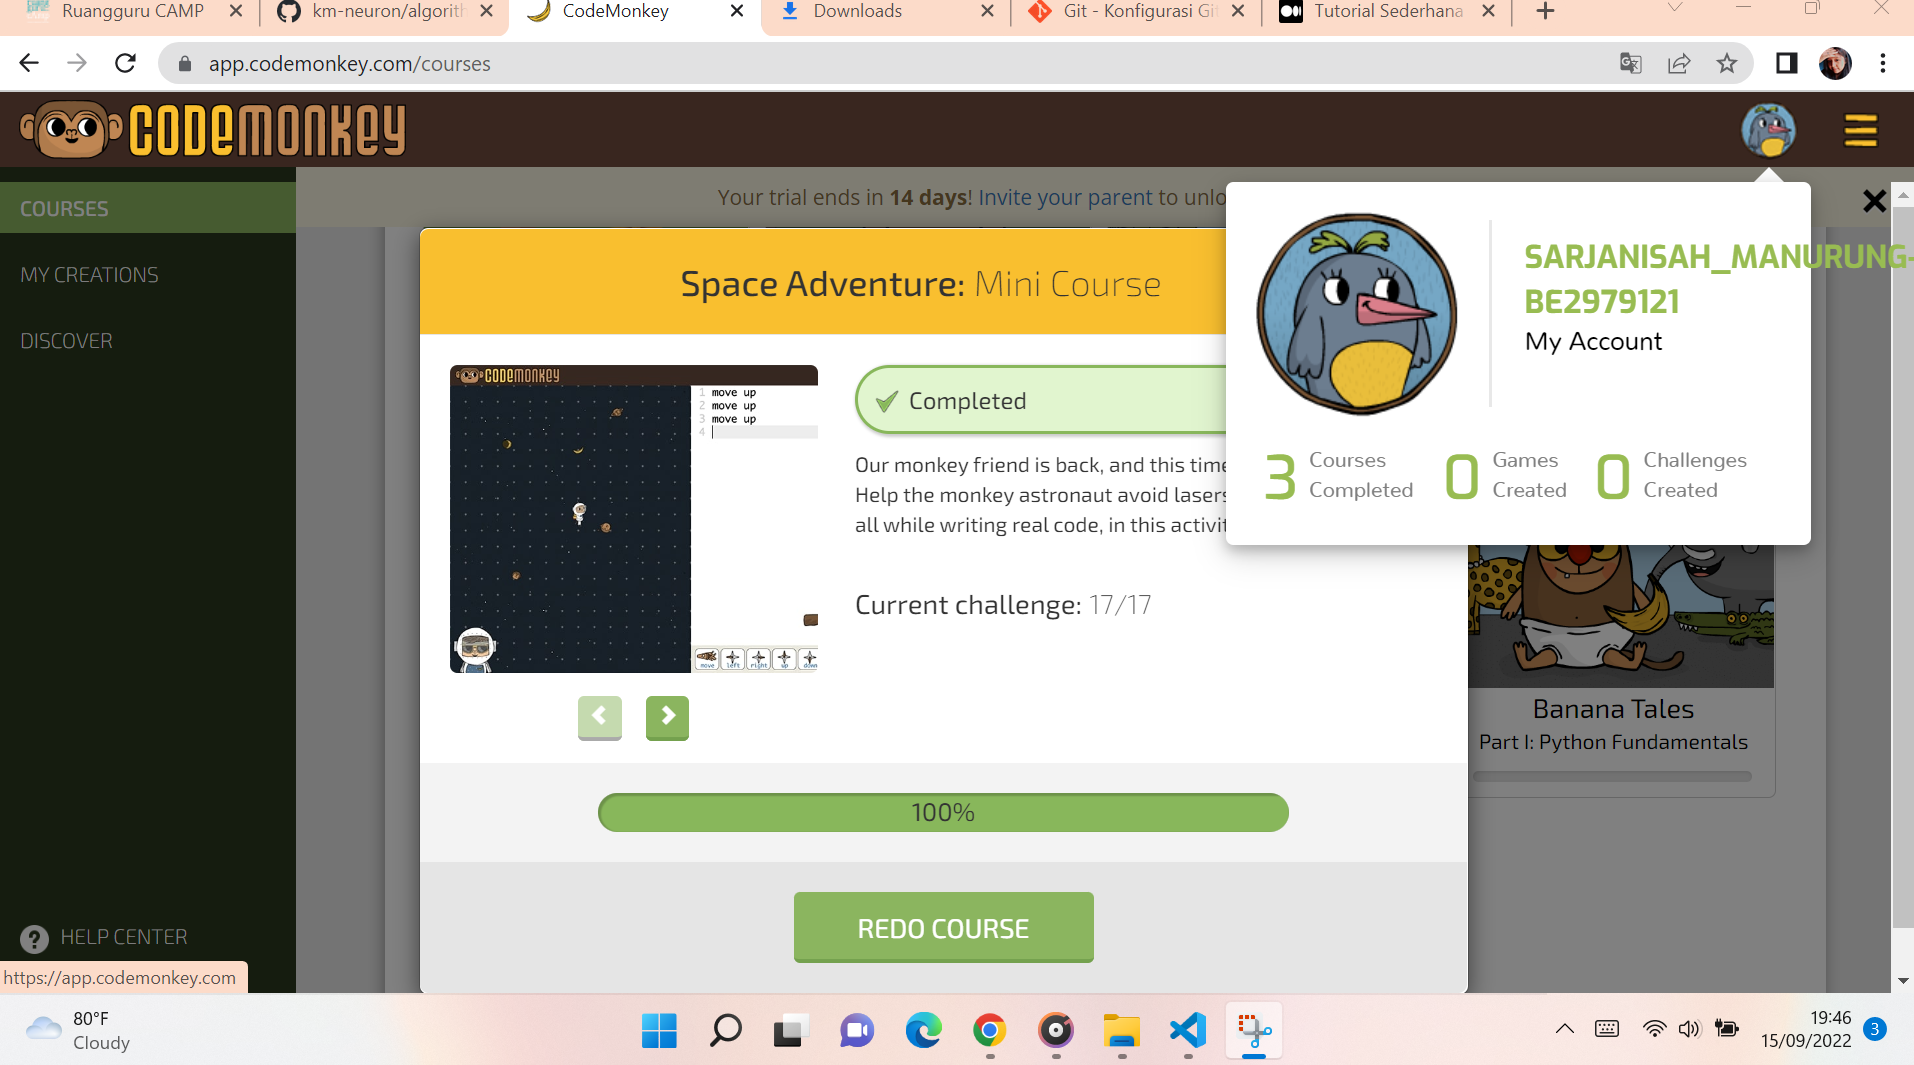 Ruangguru CAMP
km-neuron/algorith
CodeMonkey
Downloads
Git - Konfigurasi Git
Tutorial Sederhana
app.codemonkey.com/courses
CODEMONKEY
COURSES
MY CREATIONS
DISCOVER
HELP CENTER
https://app.codemonkey.com
Your trial ends in 14 days! Invite your parent to unlo
Space Adventure: Mini Course
CODEMONKEY
1 move up
2 move up
3 move up
4
move left right up down
Completed
Our monkey friend is back, and this time
Help the monkey astronaut avoid lasers
all while writing real code, in this activit
Current challenge: 17/17
100%
REDO COURSE
SARJANISAH_MANURUNG-
BE2979121
My Account
3 Courses Completed
0 Games Created
0 Challenges Created
Banana Tales
Part I: Python Fundamentals
80°F
Cloudy
19:46
15/09/2022
3